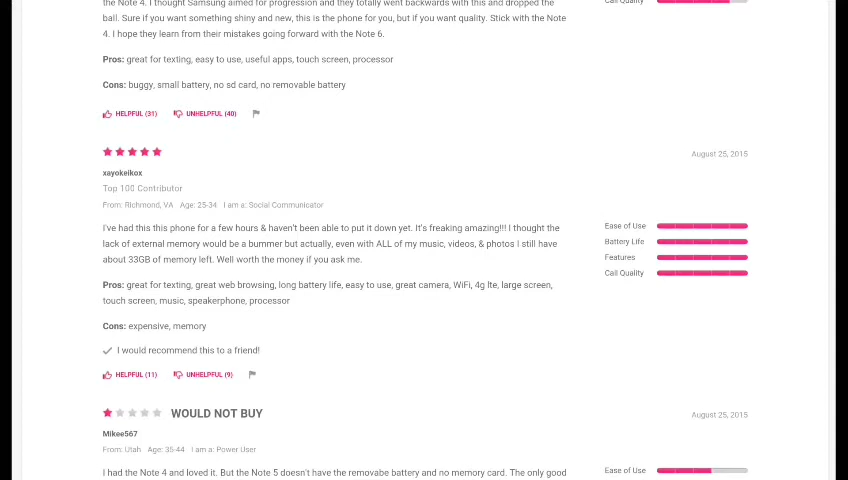 the Note 4. I thought Samsung aimed for progression and they totally went backwards with this and dropped the
Call Quality
ball. Sure if you want something shiny and new, this is the phone for you, but if you want quality. Stick with the Note
4. I hope they learn from their mistakes going forward with the Note 6.
Pros: great for texting, easy to use, useful apps, touch screen, processor
Cons: buggy, small battery, no sd card, no removable battery
HELPFUL (31) UNHELPFUL (40)
August 25, 2015
xayokeikox
Top 100 Contributor
From: Richmond, VA Age: 25-34 I am a: Social Communicator
I've had this this phone for a few hours & haven't been able to put it down yet. It's freaking amazing!!! I thought the
lack of external memory would be a bummer but actually, even with ALL of my music, videos, & photos I still have
about 33GB of memory left. Well worth the money if you ask me.
Ease of Use
Battery Life
Features
Call Quality
Pros: great for texting, great web browsing, long battery life, easy to use, great camera, WiFi, 4g lte, large screen,
touch screen, music, speakerphone, processor
Cons: expensive, memory
I would recommend this to a friend!
HELPFUL (11) UNHELPFUL (9)
WOULD NOT BUY
August 25, 2015
Mikee567
From: Utah Age: 35-44 I am a: Power User
I had the Note 4 and loved it. But the Note 5 doesn't have the removabe battery and no memory card. The only good
Ease of Use